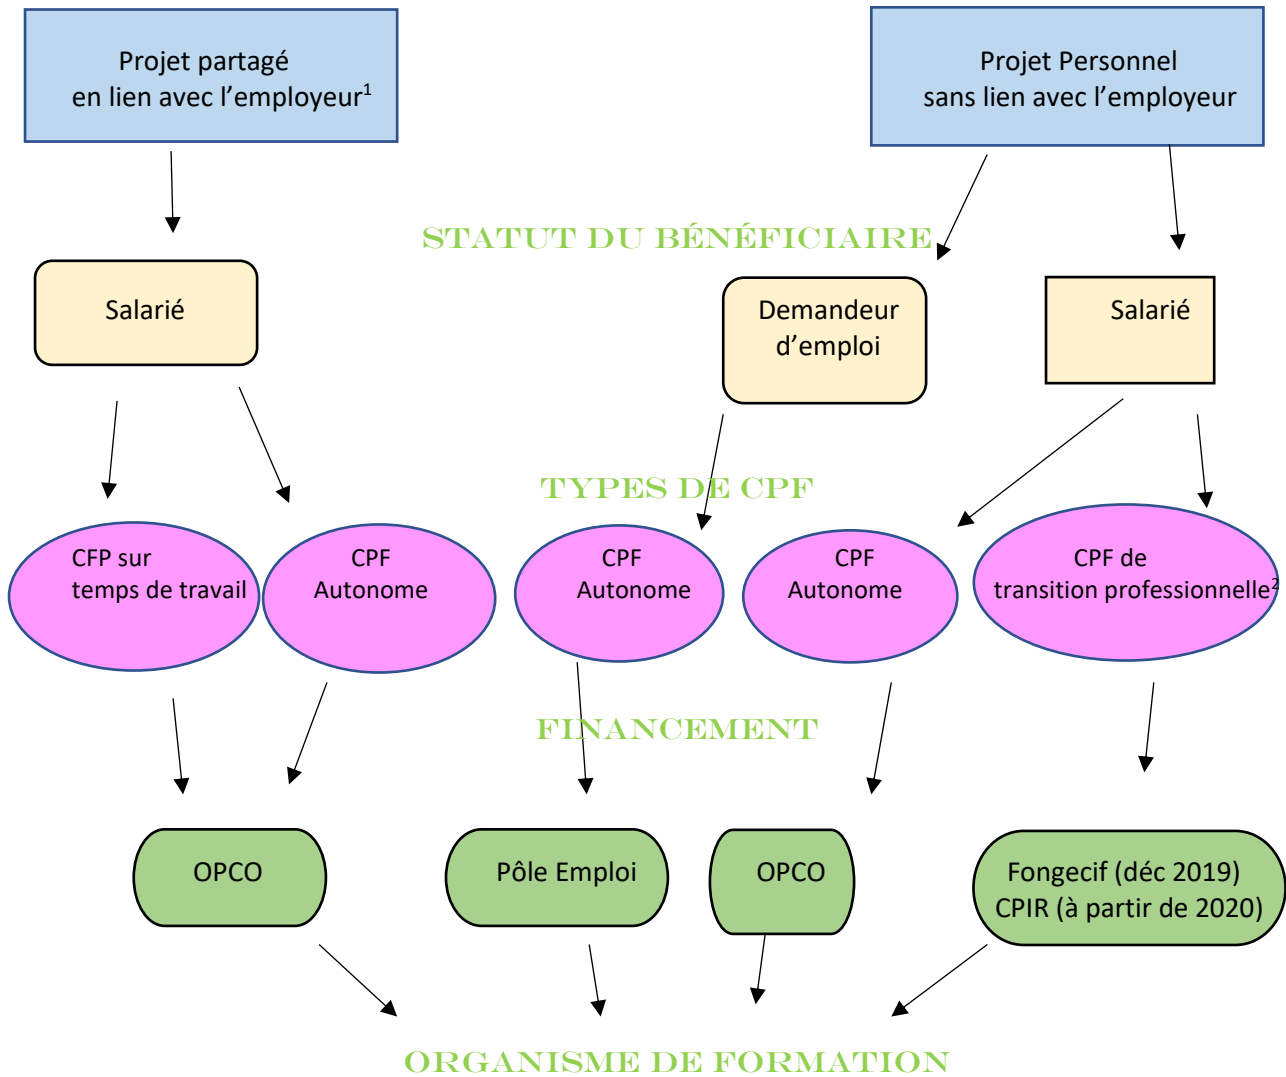 Projet partagé
en lien avec l’employeur¹
Projet Personnel
sans lien avec l’employeur
STATUT DU BÉNÉFICIAIRE
Salarié
Demandeur
d’emploi
Salarié
TYPES DE CPF
CFP sur
temps de travail
CPF
Autonome
CPF
Autonome
CPF
Autonome
CPF de
transition professionnelle²
FINANCEMENT
OPCO
Pôle Emploi
OPCO
Fongecif (déc 2019)
CPIR (à partir de 2020)
ORGANISME DE FORMATION